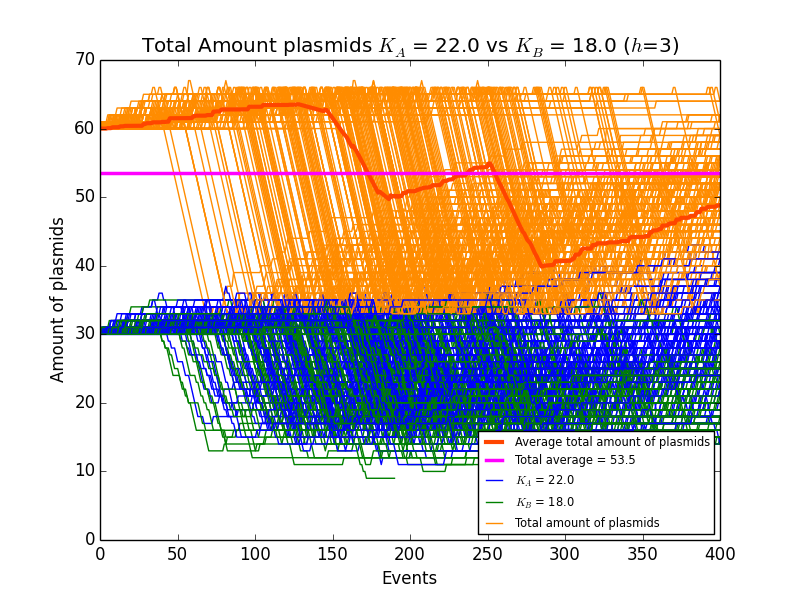 Total Amount plasmids K_A = 22.0 vs K_B = 18.0 (h=3)
Amount of plasmids
70
60
50
40
30
20
10
0
Average total amount of plasmids
Total average = 53.5
K_A = 22.0
K_B = 18.0
Total amount of plasmids
0 50 100 150 200 250 300 350 400
Events